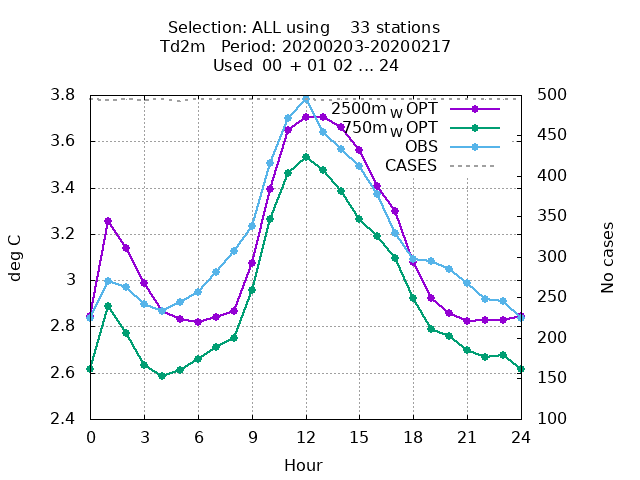 Selection: ALL using    33 stations
Td2m   Period: 20200203-20200217
Used  00  + 01 02 ... 24
3.8
3.6
3.4
3.2
3
2.8
2.6
2.4
deg C
2500m W OPT
750m W OPT
OBS
CASES
500
450
400
350
300
250
200
150
100
No cases
0 3 6 9 12 15 18 21 24
Hour